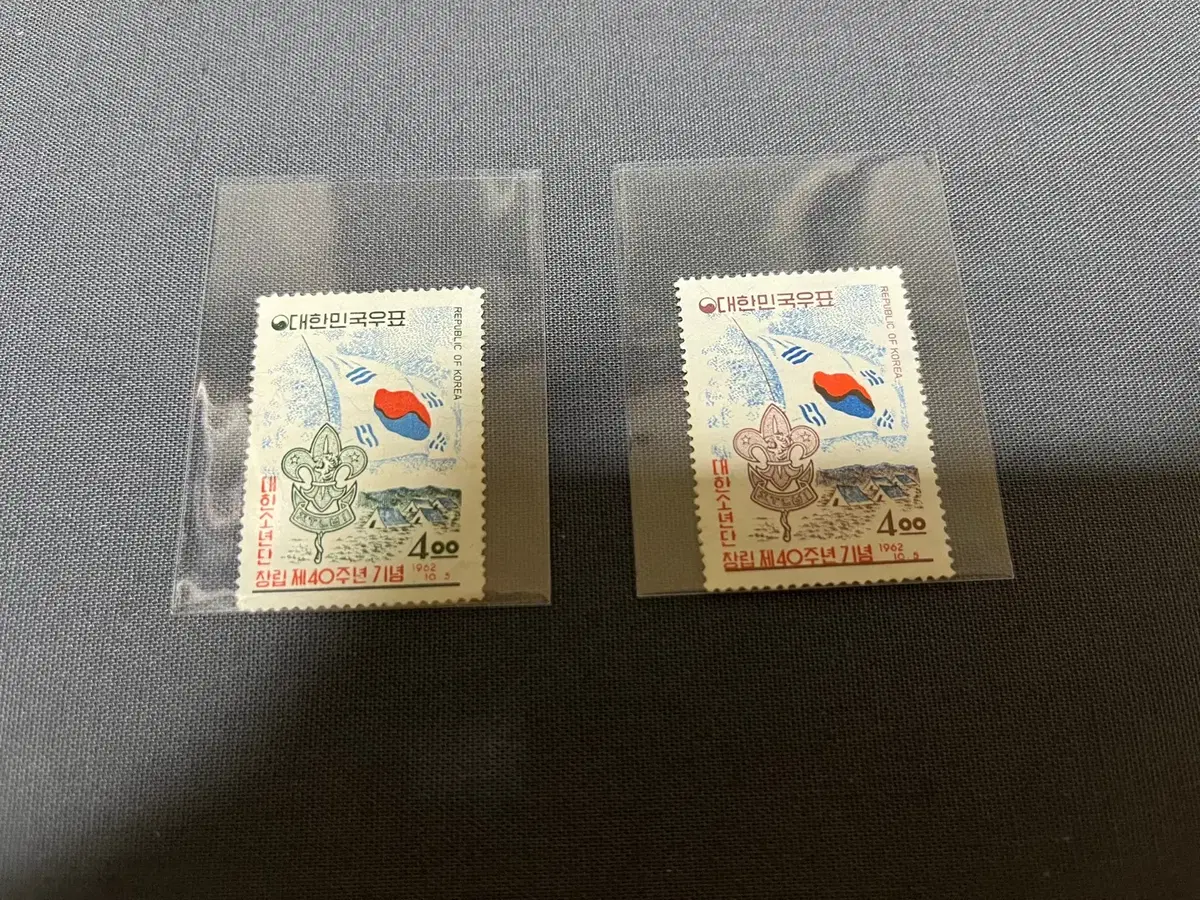 대한민국우표
REPUBLIC OF KOREA
대한소년단
창립 제40주년 기념
1962
10. 5
4.00
대한민국우표
REPUBLIC OF KOREA
대한소년단
창립 제40주년 기념
1962
10. 5
4.00